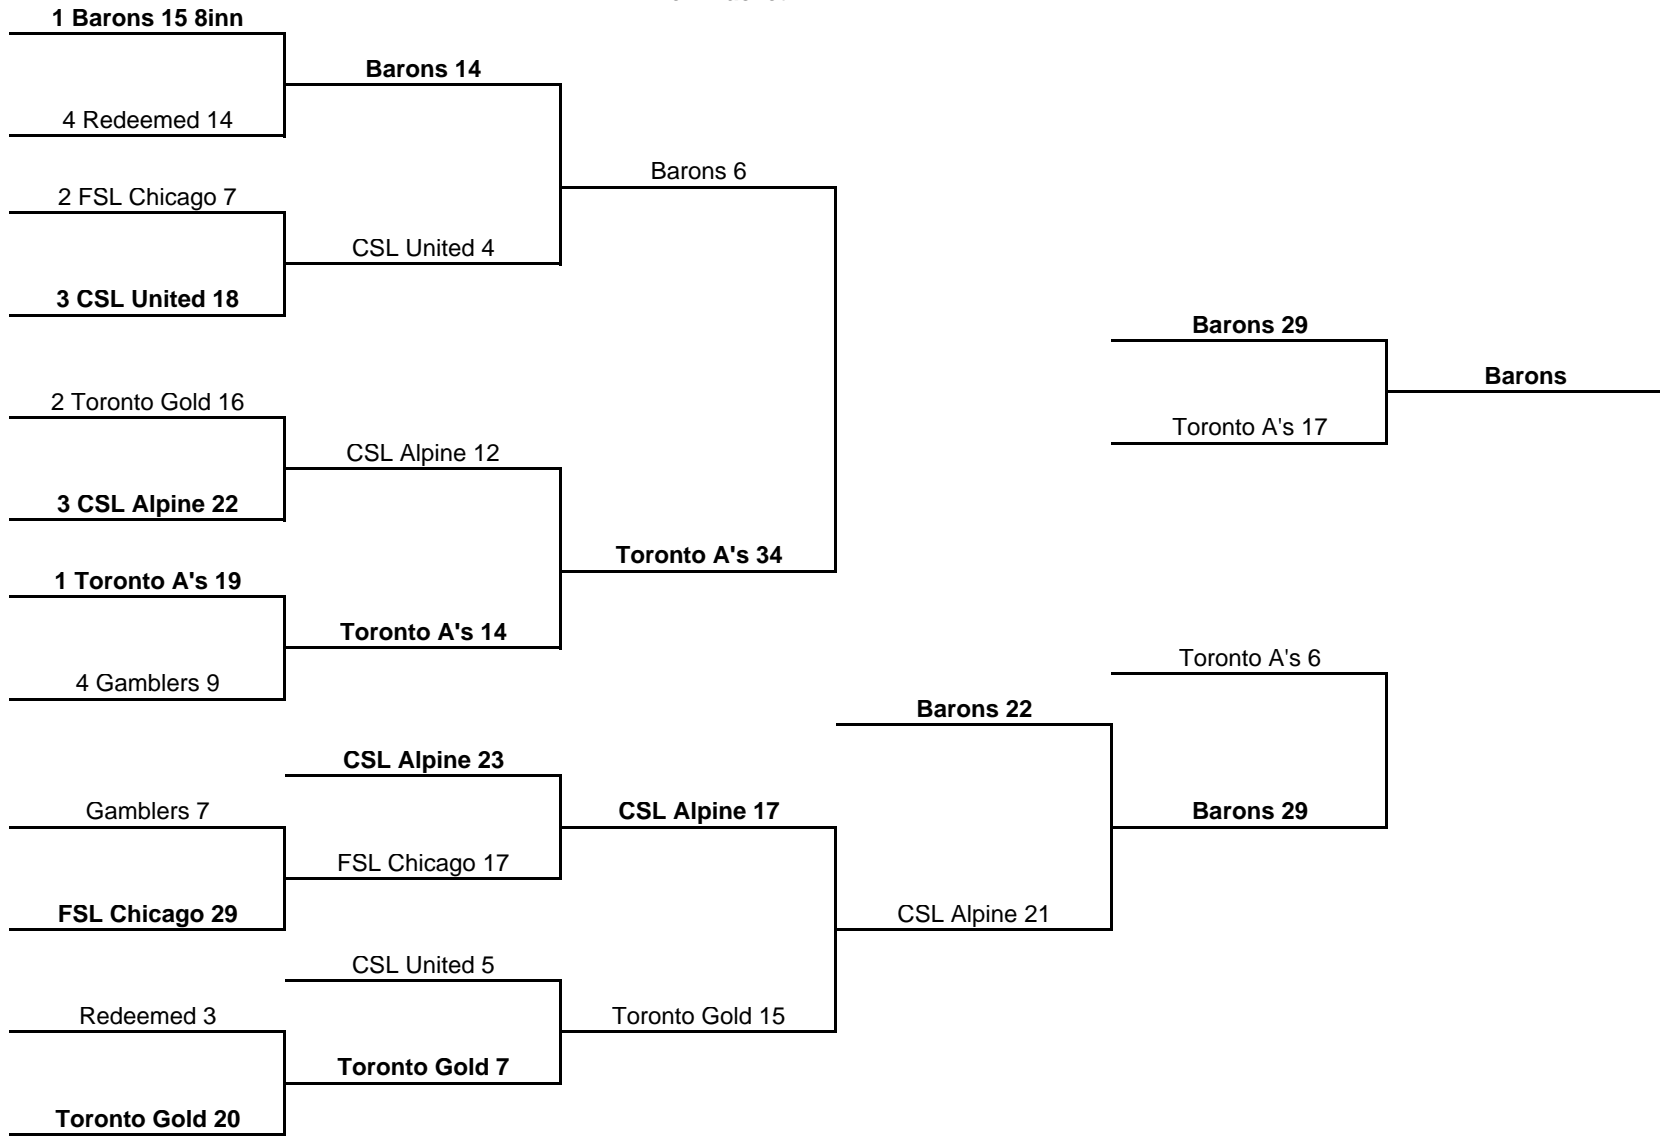 1 Barons 15 8inn
Barons 14
4 Redeemed 14
Barons 6
2 FSL Chicago 7
CSL United 4
3 CSL United 18
Barons 29
Barons
2 Toronto Gold 16
Toronto A's 17
CSL Alpine 12
3 CSL Alpine 22
Toronto A's 34
1 Toronto A's 19
Toronto A's 14
Toronto A's 6
4 Gamblers 9
Barons 22
CSL Alpine 23
Gamblers 7
CSL Alpine 17
Barons 29
FSL Chicago 17
FSL Chicago 29
CSL Alpine 21
CSL United 5
Redeemed 3
Toronto Gold 15
Toronto Gold 7
Toronto Gold 20